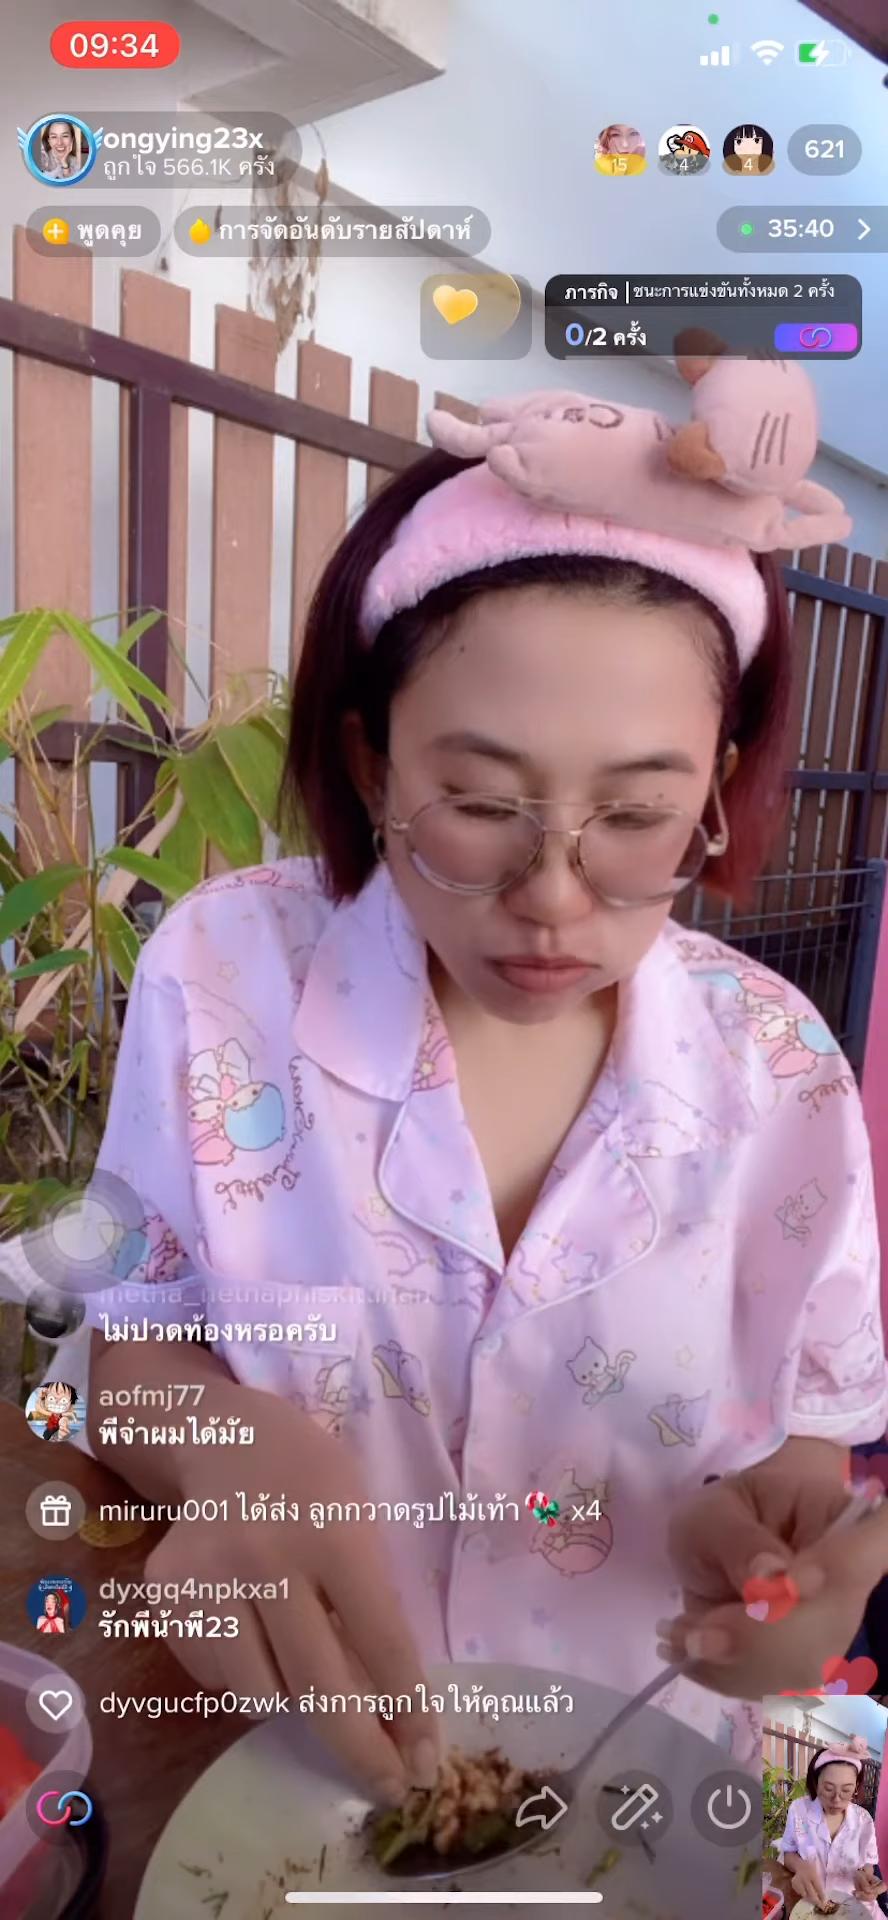 09:34
ongying23x
ถูกใจ 566.1K ครั้ง
15
4
4
621
พูดคุย
การจัดอันดับรายสัปดาห์
35:40
ภารกิจ | ชนะการแข่งขันทั้งหมด 2 ครั้ง
0/2 ครั้ง
ไม่ปวดท้องหรอครับ
aofmj77
พี่จำผมได้มั้ย
miruru001 ได้ส่ง ลูกกวาดรูปไม้เท้า x4
dyxgq4npkxa1
รักพี่น้าพี่23
dyvgucfp0zwk ส่งการถูกใจให้คุณแล้ว